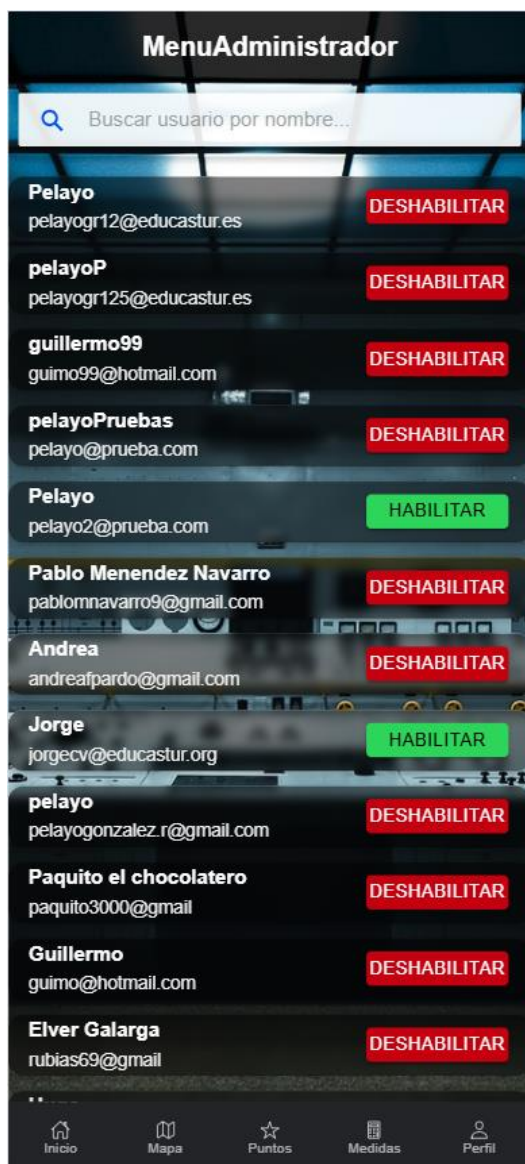 MenuAdministrador
Buscar usuario por nombre...
Pelayo
pelayogr12@educastur.es
DESHABILITAR
pelayoP
pelayogr125@educastur.es
DESHABILITAR
guillermo99
guimo99@hotmail.com
DESHABILITAR
pelayoPruebas
pelayo@prueba.com
DESHABILITAR
Pelayo
pelayo2@prueba.com
HABILITAR
Pablo Menendez Navarro
pablomnavarro9@gmail.com
DESHABILITAR
Andrea
andreafpardo@gmail.com
DESHABILITAR
Jorge
jorgecv@educastur.org
HABILITAR
pelayo
pelayogonzalez.r@gmail.com
DESHABILITAR
Paquito el chocolatero
paquito3000@gmail
DESHABILITAR
Guillermo
guimo@hotmail.com
DESHABILITAR
Elver Galarga
rubias69@gmail
DESHABILITAR
Inicio
Mapa
Puntos
Medidas
Perfil